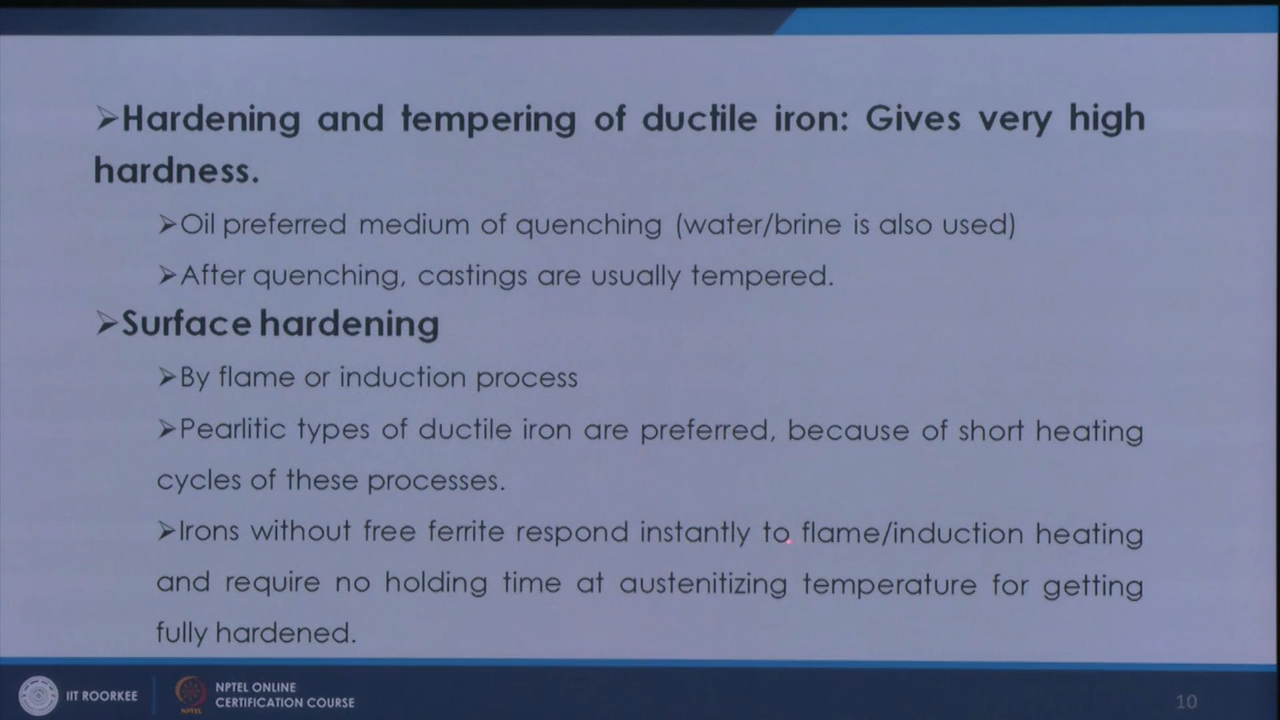 ➢Hardening and tempering of ductile iron: Gives very high
hardness.
➢Oil preferred medium of quenching (water/brine is also used)
➢After quenching, castings are usually tempered.
➢Surface hardening
➢By flame or induction process
➢Pearlitic types of ductile iron are preferred, because of short heating
cycles of these processes.
➢Irons without free ferrite respond instantly to flame/induction heating
and require no holding time at austenitizing temperature for getting
fully hardened.
IIT ROORKEE
NPTEL
NPTEL ONLINE
CERTIFICATION COURSE
10